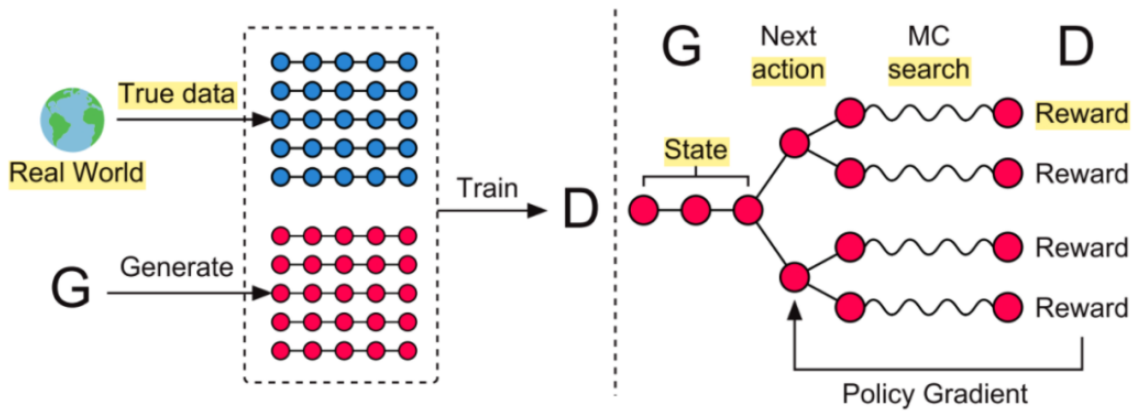 True data
Real World
G
Generate
Train
D
G
Next
action
MC
search
D
State
Reward
Reward
Reward
Reward
Policy Gradient